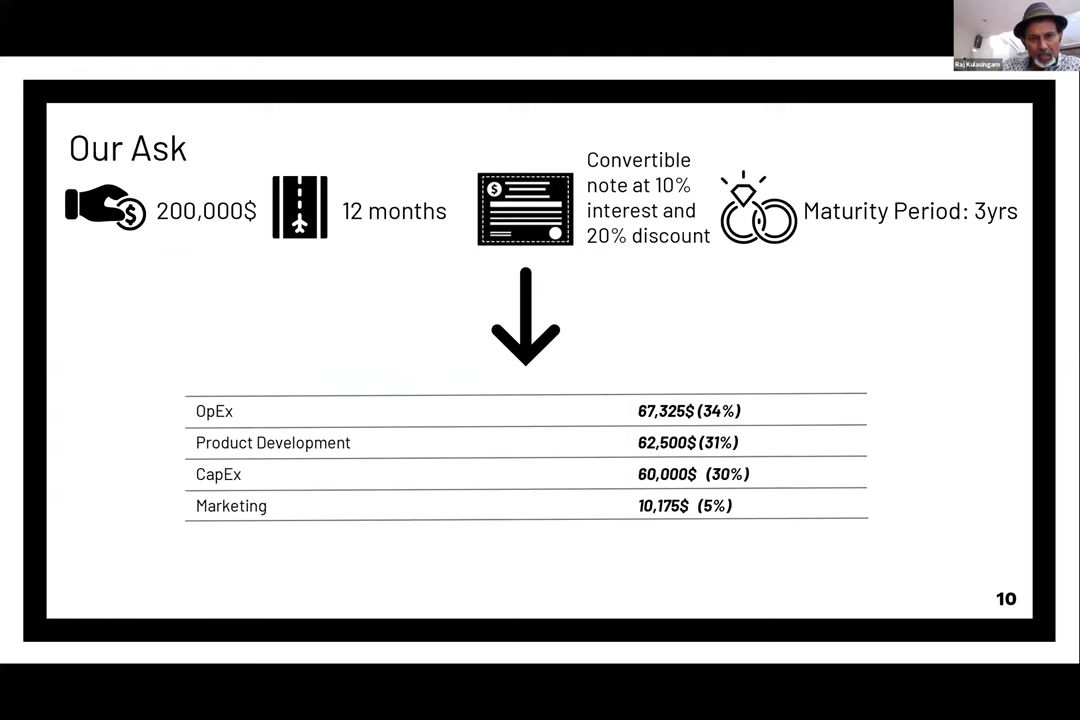 Raj Kulasingam
Our Ask
200,000$
12 months
Convertible
note at 10%
interest and
20% discount
Maturity Period: 3yrs
OpEx 67,325$ (34%)
Product Development 62,500$ (31%)
CapEx 60,000$ (30%)
Marketing 10,175$ (5%)
10